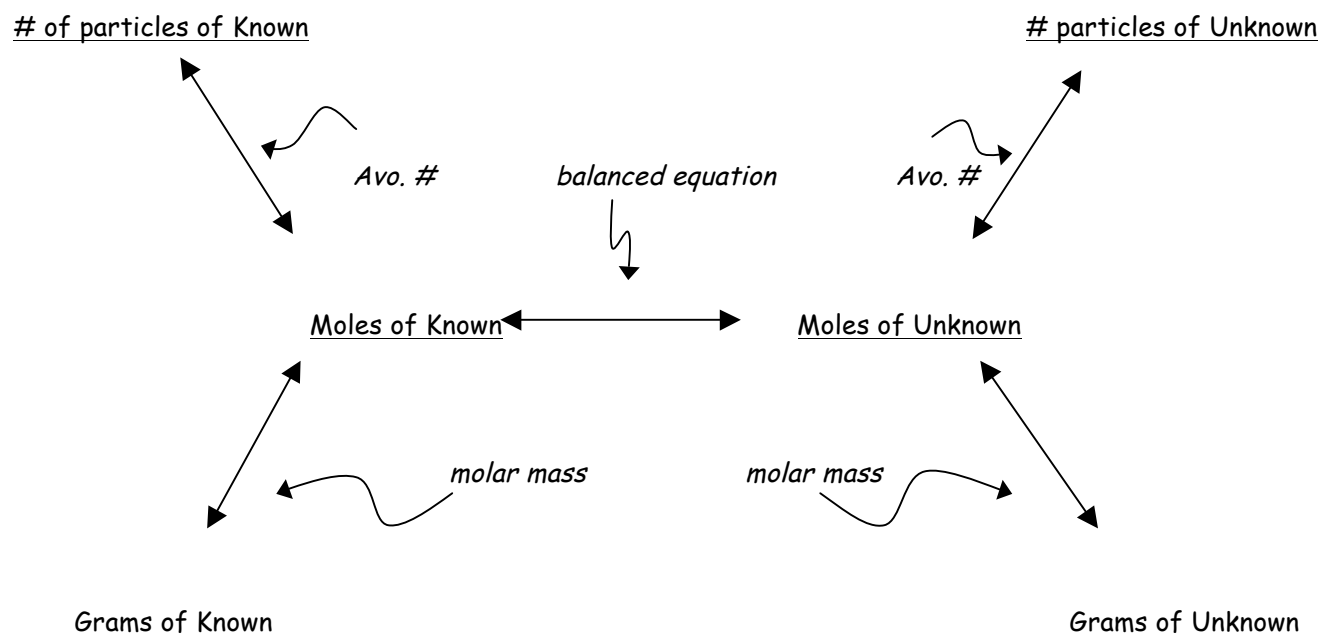 # of particles of Known
# particles of Unknown
Avo. #
balanced equation
Avo. #
Moles of Known
Moles of Unknown
molar mass
molar mass
Grams of Known
Grams of Unknown